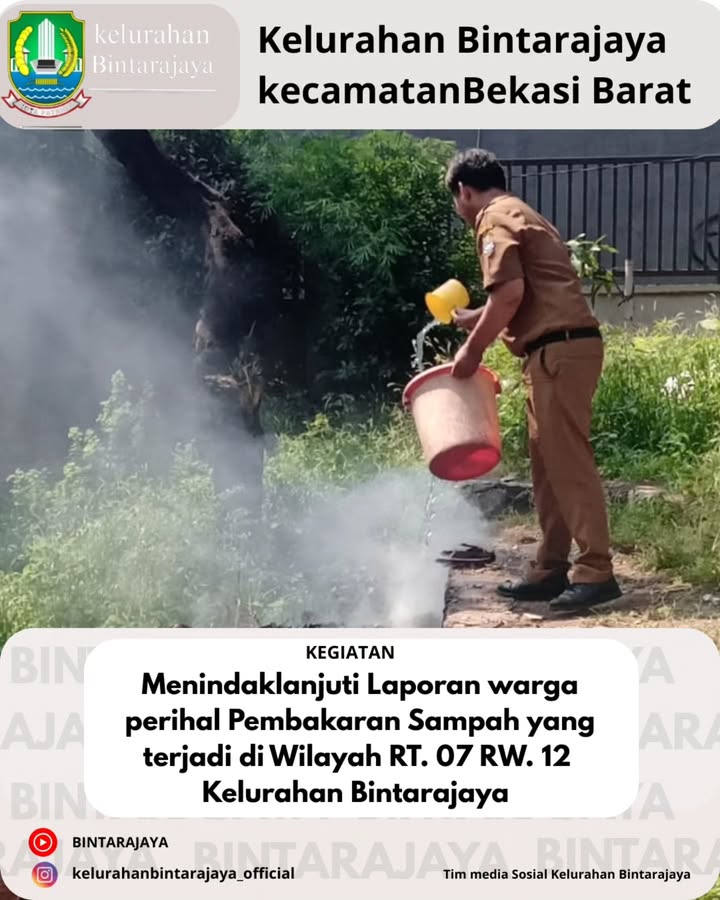 kelurahan
Bintarajaya
Kelurahan Bintarajaya
kecamatanBekasi Barat
KEGIATAN
Menindaklanjuti Laporan warga
perihal Pembakaran Sampah yang
terjadi di Wilayah RT. 07 RW. 12
Kelurahan Bintarajaya
BINTARAJAYA
kelurahanbintarajaya_official
Tim media Sosial Kelurahan Bintarajaya